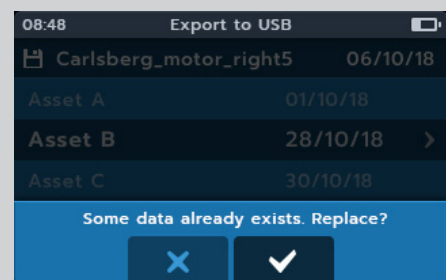 08:48 Export to USB
Carlsberg_motor_right5 06/10/18
Asset A 01/10/18
Asset B 28/10/18
Asset C 30/10/18
Some data already exists. Replace?